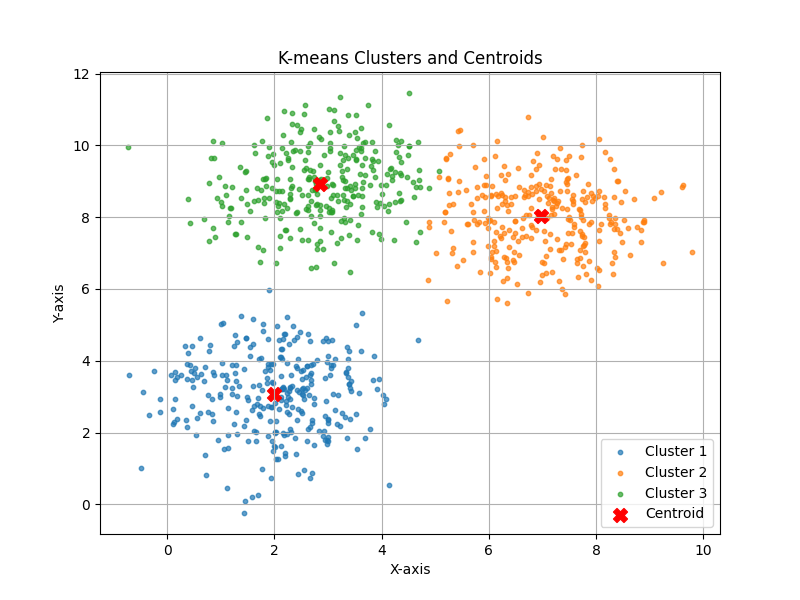 K-means Clusters and Centroids
12
10
8
6
4
2
0
Y-axis
0 2 4 6 8 10
X-axis
Cluster 1
Cluster 2
Cluster 3
Centroid